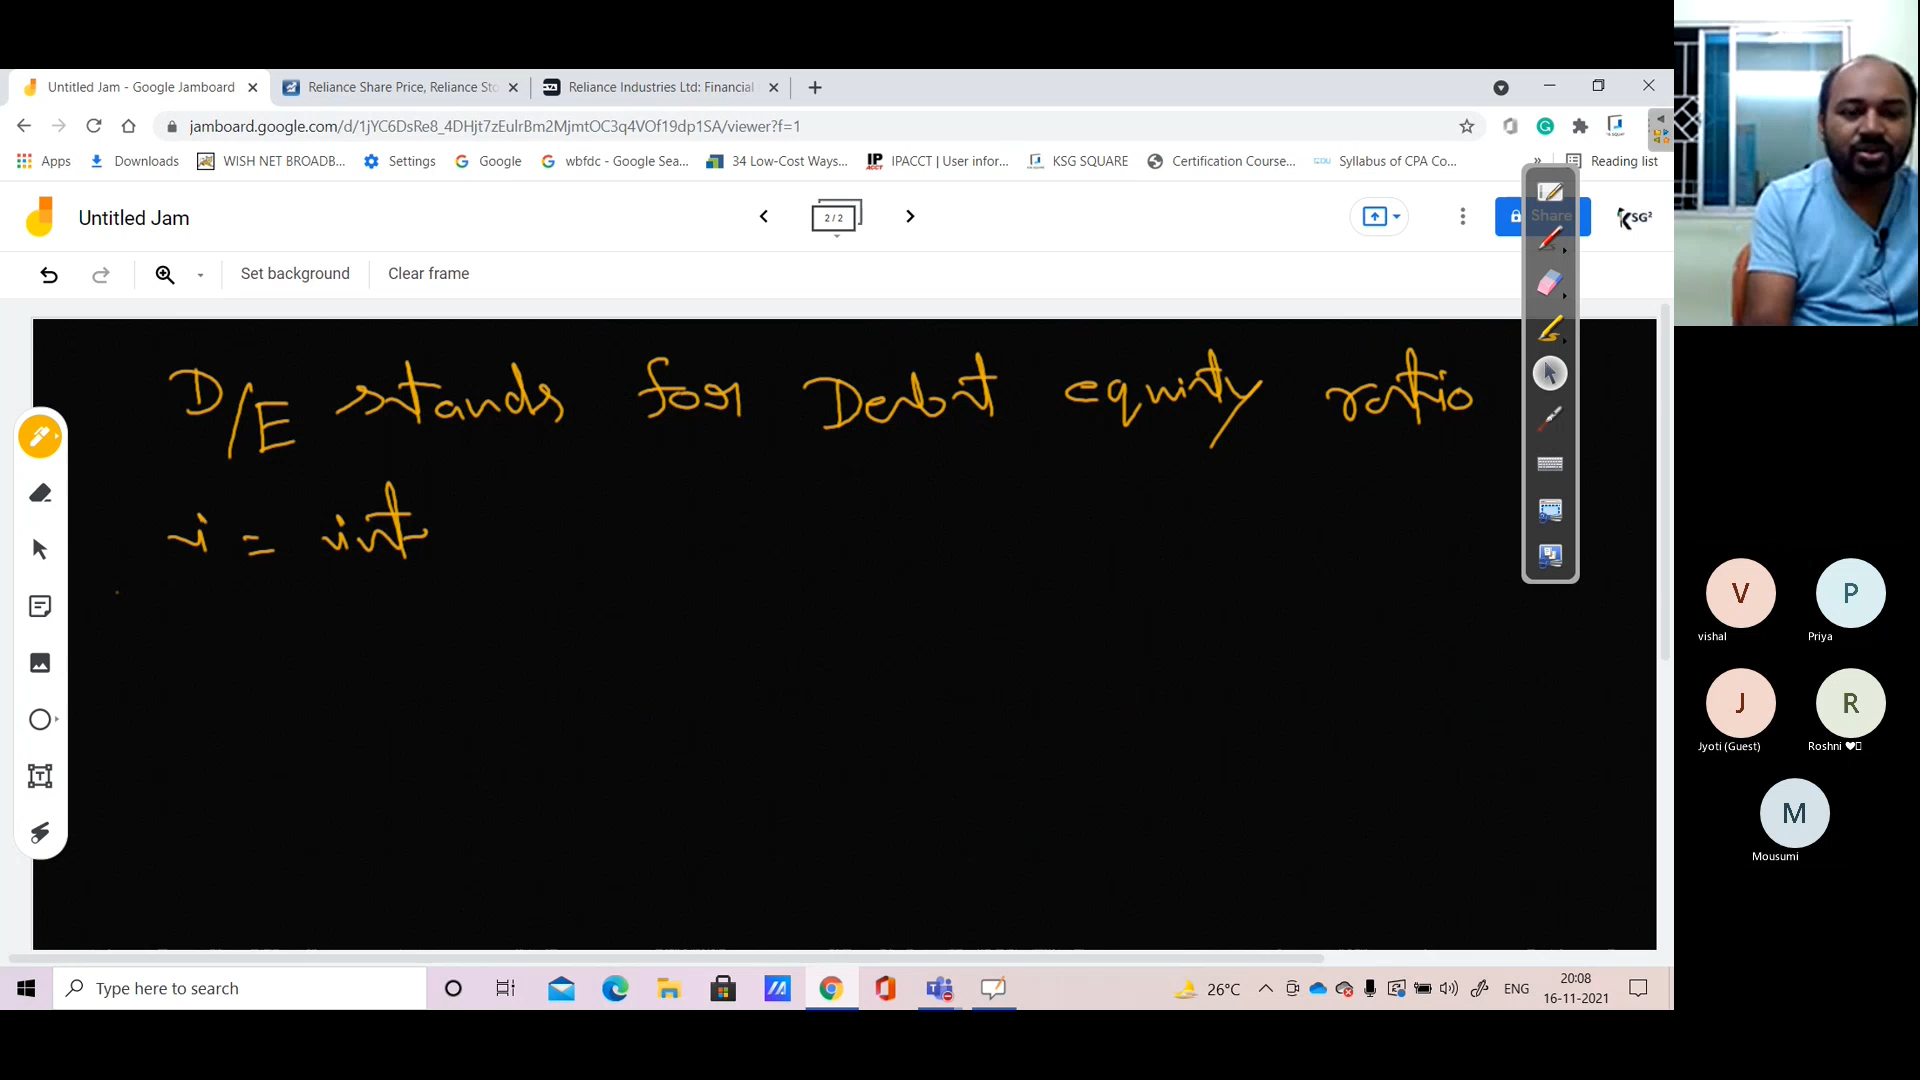 Untitled Jam - Google Jamboard
Reliance Share Price, Reliance Sto
Reliance Industries Ltd: Financial
jamboard.google.com/d/1jYC6DsRe8_4DHjt7zEulrBm2MjmtOC3q4VOf19dp1SA/viewer?f=1
Apps Downloads WISH NET BROADB... Settings Google wbfdc - Google Sea... 34 Low-Cost Ways... IP IPACCT IPACCT | User infor... KSG SQUARE Certification Course... Syllabus of CPA Co... » Reading list
Untitled Jam
2 / 2
Share
KSG²
Set background Clear frame
D/E stands for Debt equity ratio
i = int
V
vishal
P
Priya
J
Jyoti (Guest)
R
Roshni ❤
M
Mousumi
Type here to search
26°C
ENG
20:08
16-11-2021